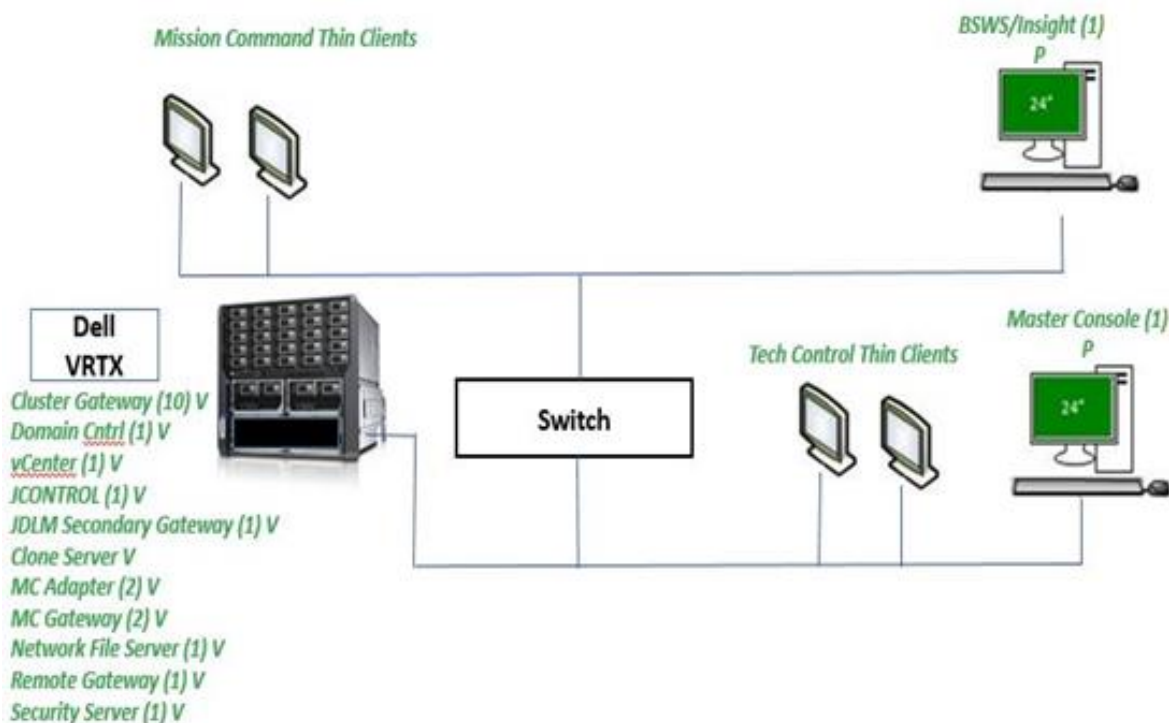 Mission Command Thin Clients
BSWS/Insight (1)
P
24"
Dell
VRTX
Master Console (1)
P
Tech Control Thin Clients
24"
Switch
Cluster Gateway (10) V
Domain Cntrl (1) V
vCenter (1) V
JCONTROL (1) V
JDLM Secondary Gateway (1) V
Clone Server V
MC Adapter (2) V
MC Gateway (2) V
Network File Server (1) V
Remote Gateway (1) V
Security Server (1) V